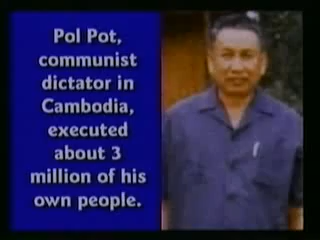 Pol Pot,
communist
dictator in
Cambodia,
executed
about 3
million of his
own people.